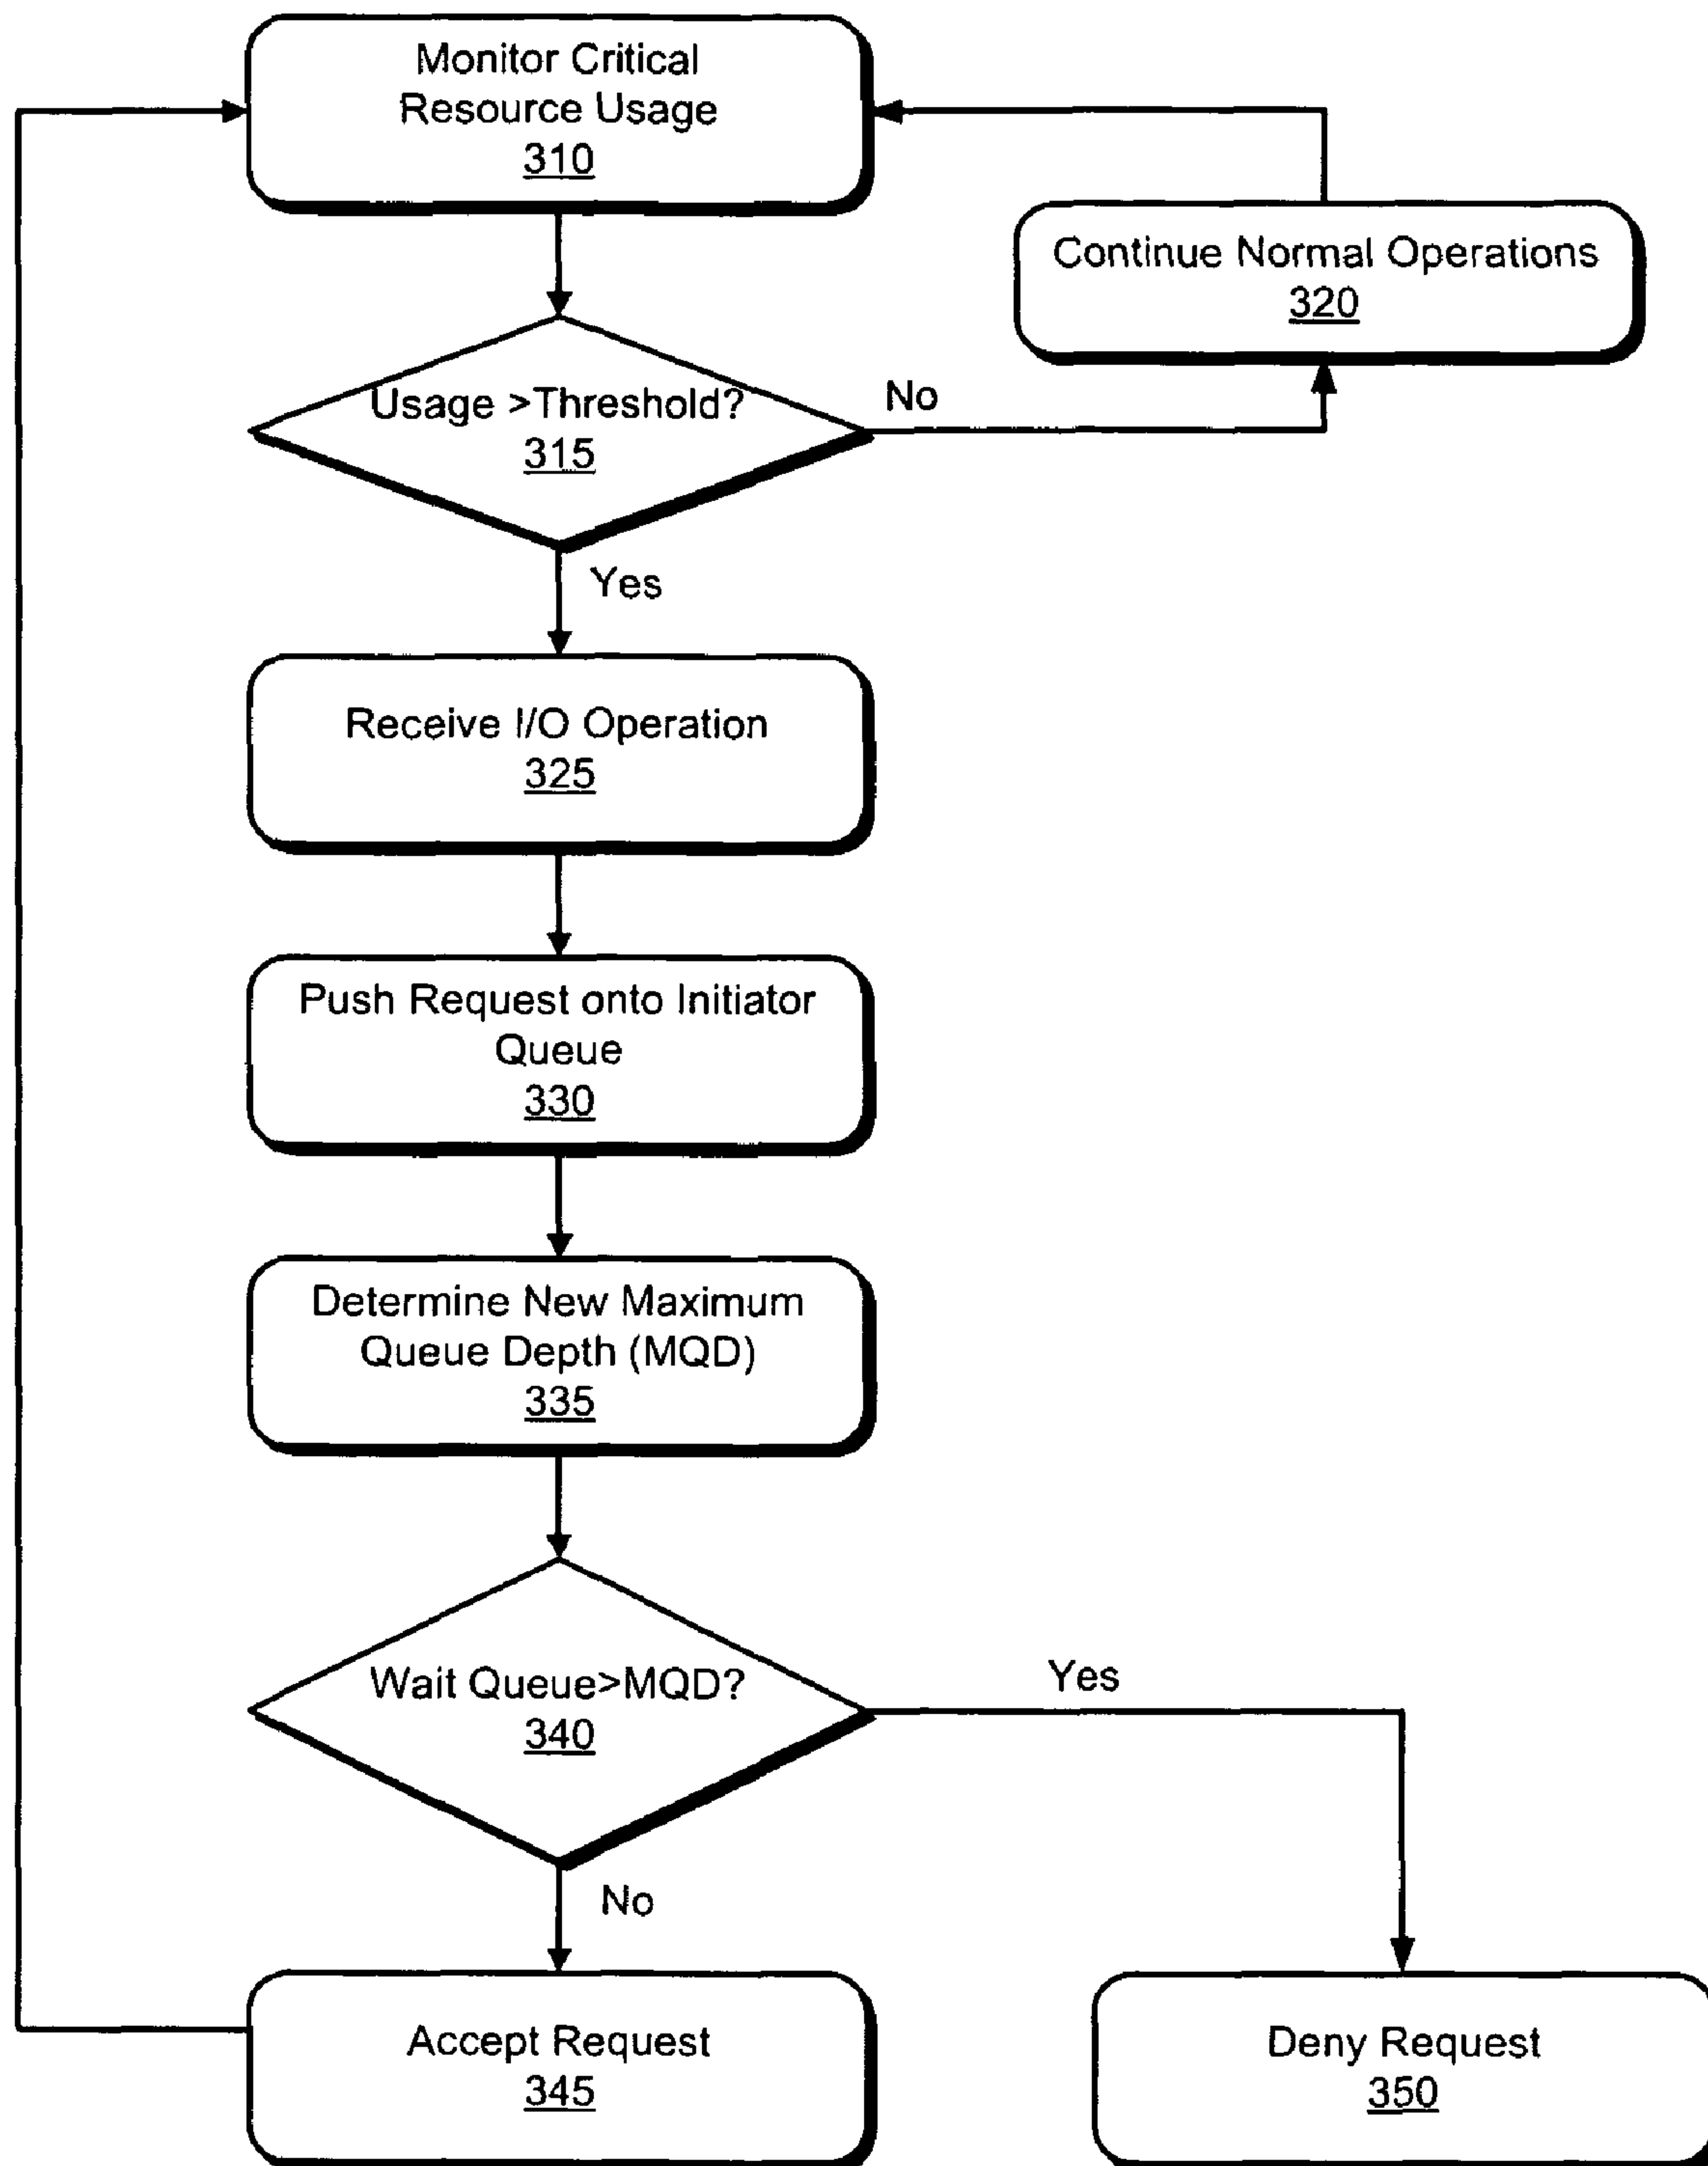 Monitor Critical
Resource Usage
310
Continue Normal Operations
320
Usage >Threshold?
315
No
Yes
Receive I/O Operation
325
Push Request onto Initiator
Queue
330
Determine New Maximum
Queue Depth (MQD)
335
Wait Queue>MQD?
340
Yes
No
Accept Request
345
Deny Request
350